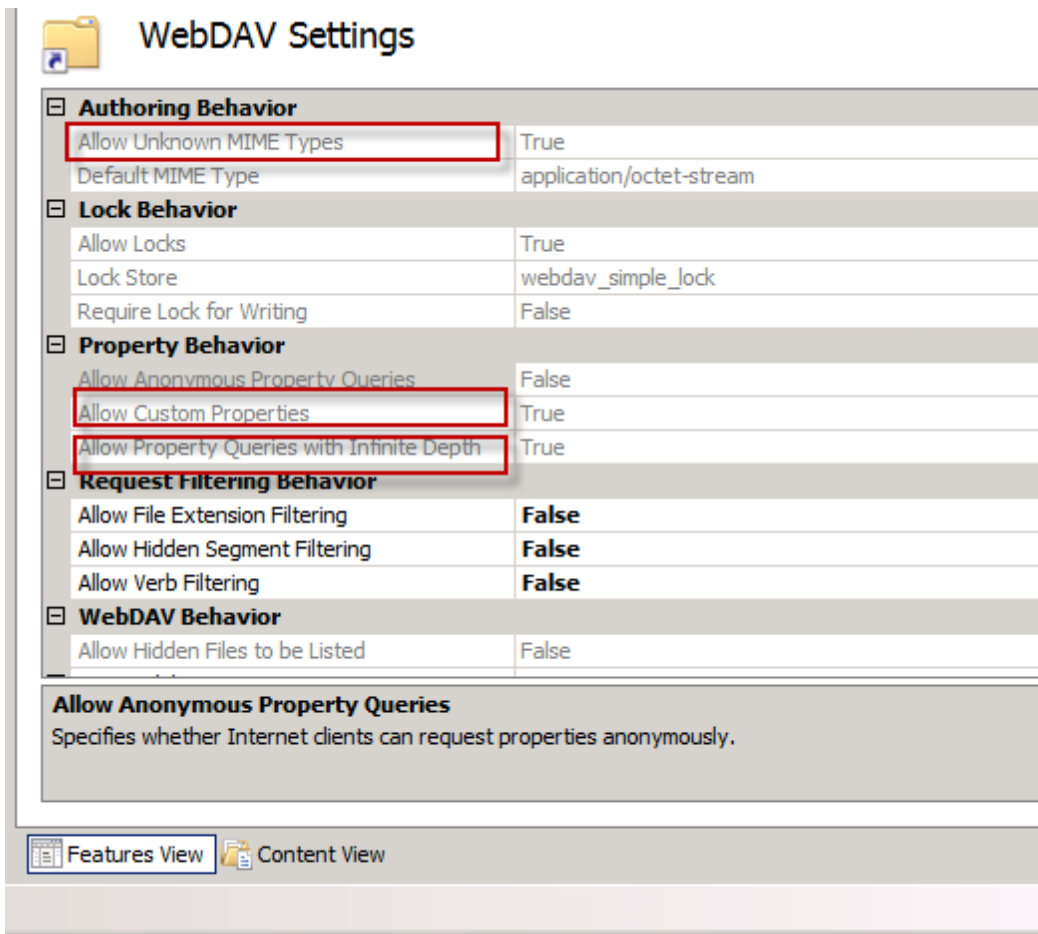 WebDAV Settings
Authoring Behavior
Allow Unknown MIME Types True
Default MIME Type application/octet-stream
Lock Behavior
Allow Locks True
Lock Store webdav_simple_lock
Require Lock for Writing False
Property Behavior
Allow Anonymous Property Queries False
Allow Custom Properties True
Allow Property Queries with Infinite Depth True
Request Filtering Behavior
Allow File Extension Filtering False
Allow Hidden Segment Filtering False
Allow Verb Filtering False
WebDAV Behavior
Allow Hidden Files to be Listed False
Allow Anonymous Property Queries
Specifies whether Internet clients can request properties anonymously.
Features View Content View